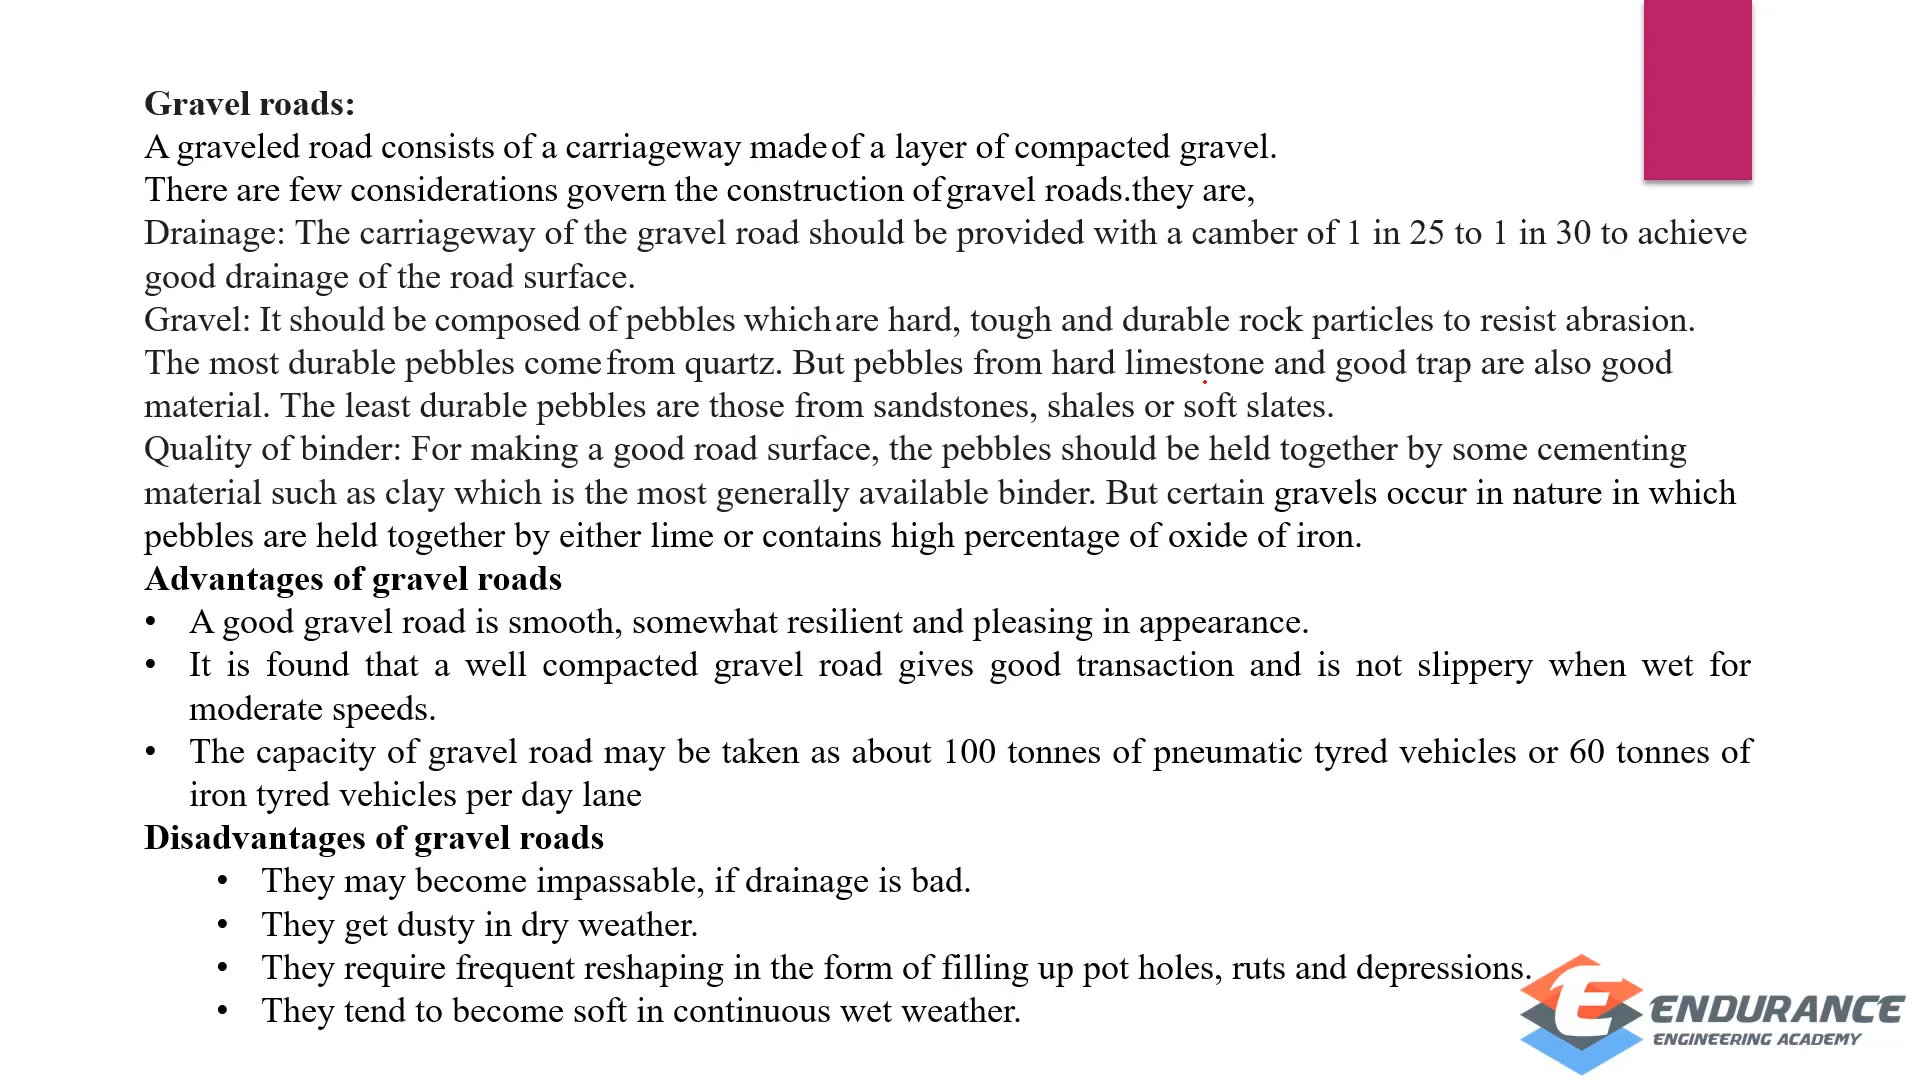 Gravel roads:
A graveled road consists of a carriageway made of a layer of compacted gravel.
There are few considerations govern the construction of gravel roads.they are,
Drainage: The carriageway of the gravel road should be provided with a camber of 1 in 25 to 1 in 30 to achieve
good drainage of the road surface.
Gravel: It should be composed of pebbles which are hard, tough and durable rock particles to resist abrasion.
The most durable pebbles come from quartz. But pebbles from hard limestone and good trap are also good
material. The least durable pebbles are those from sandstones, shales or soft slates.
Quality of binder: For making a good road surface, the pebbles should be held together by some cementing
material such as clay which is the most generally available binder. But certain gravels occur in nature in which
pebbles are held together by either lime or contains high percentage of oxide of iron.
Advantages of gravel roads
• A good gravel road is smooth, somewhat resilient and pleasing in appearance.
• It is found that a well compacted gravel road gives good transaction and is not slippery when wet for
moderate speeds.
• The capacity of gravel road may be taken as about 100 tonnes of pneumatic tyred vehicles or 60 tonnes of
iron tyred vehicles per day lane
Disadvantages of gravel roads
• They may become impassable, if drainage is bad.
• They get dusty in dry weather.
• They require frequent reshaping in the form of filling up pot holes, ruts and depressions.
• They tend to become soft in continuous wet weather.
E ENDURANCE
ENGINEERING ACADEMY